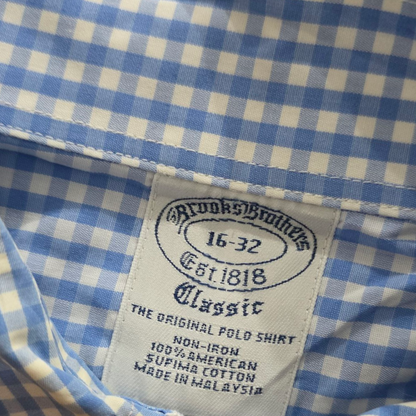 Brooks Brothers
16-32
Est 1818
Classic
THE ORIGINAL POLO SHIRT
NON-IRON
100% AMERICAN
SUPIMA COTTON
MADE IN MALAYSIA